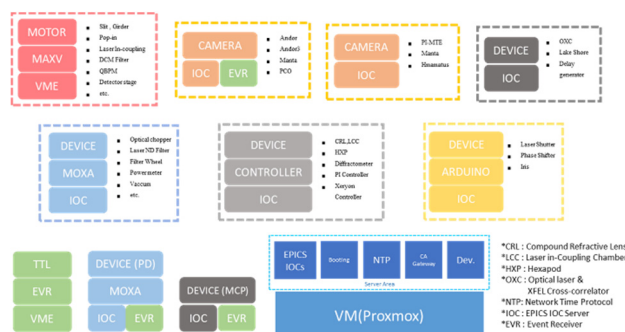 MOTOR
MAXV
VME
Slit , Girder
Pop-in
Laser in-coupling
DCM Filter
QBPM
Detector stage
etc.
CAMERA
IOC
EVR
Andor
Andor3
Manta
PCO
CAMERA
IOC
PI-MTE
Manta
Hmamatus
DEVICE
IOC
OXC
Lake Shore
Delay
generator
DEVICE
MOXA
IOC
Optical chopper
Laser ND Filter
Filter Wheel
Power meter
Vaccum
etc.
DEVICE
CONTROLLER
IOC
CRL,LCC
HXP
Diffractometer
PI Controller
Xeryon
Controller
DEVICE
ARDUINO
IOC
Laser Shutter
Phase Shifter
Iris
TTL
EVR
VME
DEVICE (PD)
MOXA
IOC
EVR
DEVICE (MCP)
IOC
EVR
EPICS
IOCs
Booting
NTP
CA
Gateway
Dev.
Server Area
VM(Proxmox)
*CRL : Compound Refractive Lens
*LCC : Laser in-Coupling Chamber
*HXP : Hexapod
*OXC : Optical laser &
XFEL Cross-correlator
*NTP: Network Time Protocol
*IOC : EPICS IOC Server
*EVR : Event Receiver